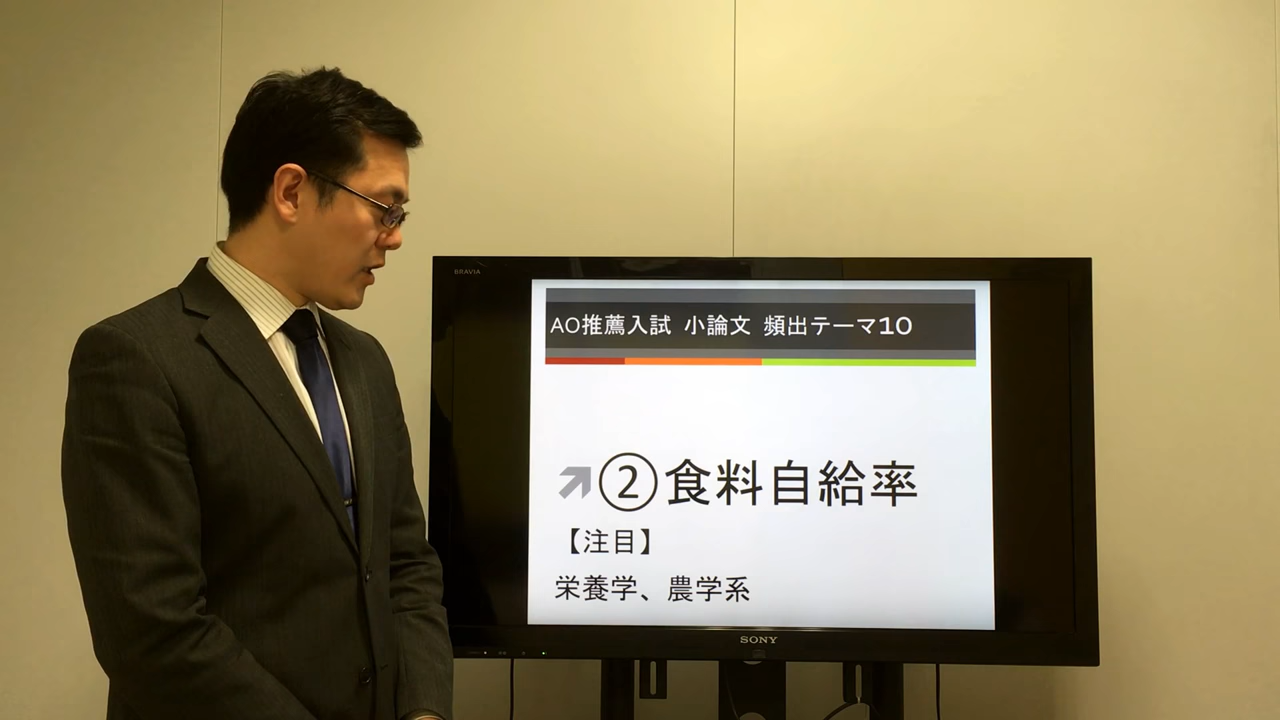 BRAVIA
AO推薦入試 小論文 頻出テーマ10
②食料自給率
【注目】
栄養学、農学系
SONY